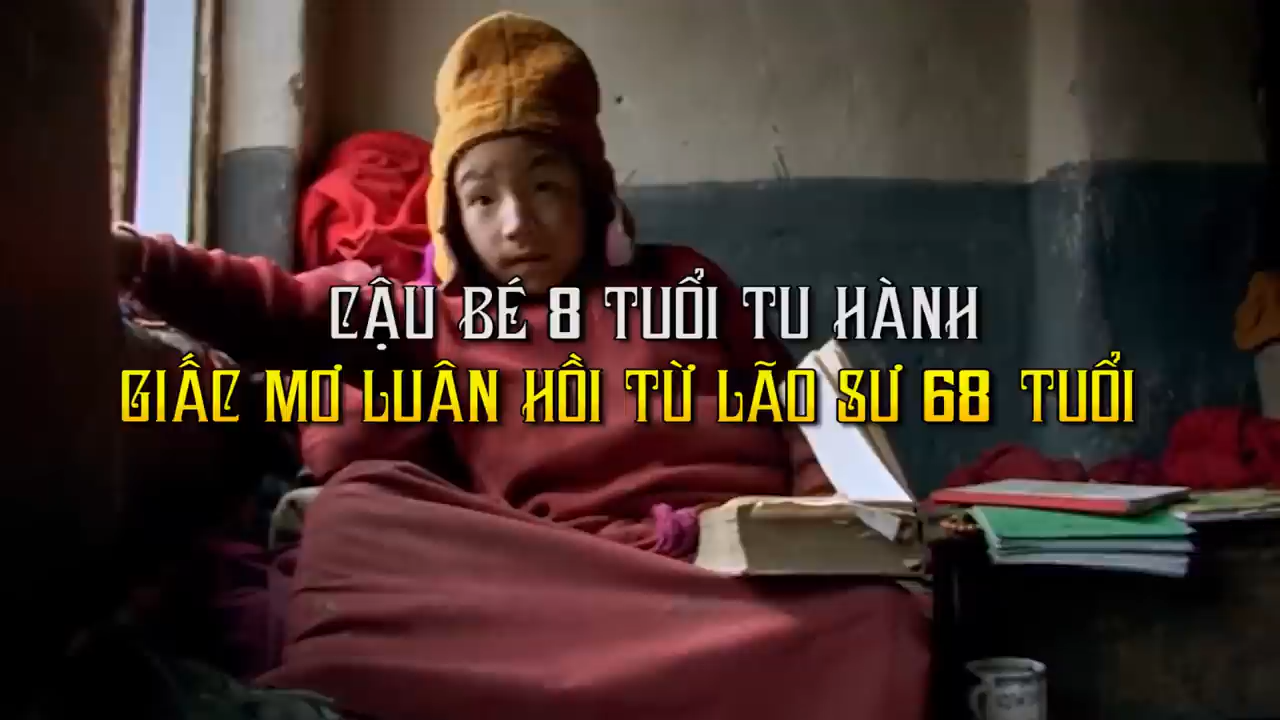 CẬU BÉ 8 TUỔI TU HÀNH
GIẤC MƠ LUÂN HỒI TỪ LÃO SƯ 68 TUỔI